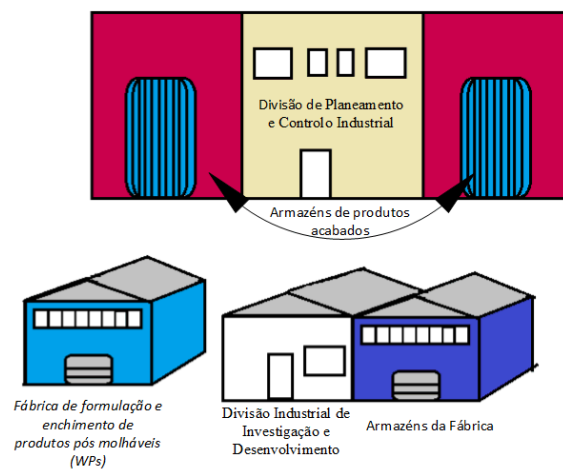 Divisão de Planeamento
e Controlo Industrial
Armazéns de produtos
acabados
Fábrica de formulação e
enchimento de
produtos pós molháveis
(WPs)
Divisão Industrial de
Investigação e
Desenvolvimento
Armazéns da Fábrica